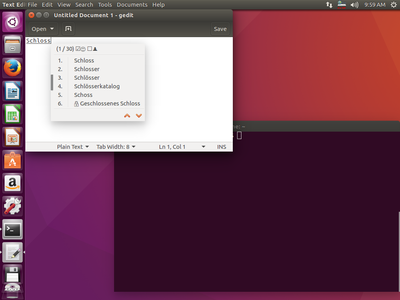 Text Ed File Edit View Search Tools Documents Help 9:59 AM
Untitled Document 1 - gedit
Open Save
Schloss
(1 / 30)
1. Schloss
2. Schlosser
3. Schlösser
4. Schlösserkatalog
5. Schoss
6. 🔒 Geschlossenes Schloss
Plain Text Tab Width: 8 Ln 1, Col 1 INS